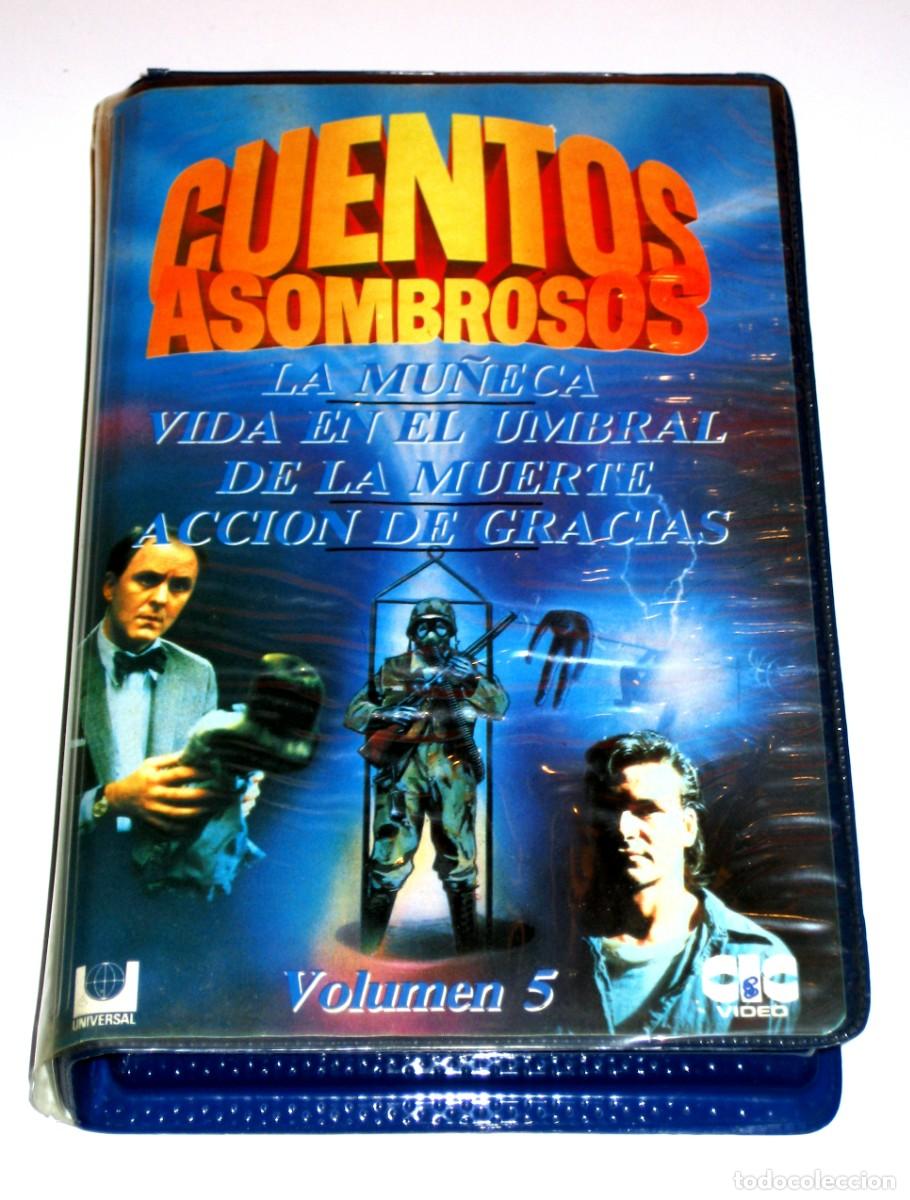 CUENTOS
ASOMBROSOS
LA MUÑECA
VIDA EN EL UMBRAL
DE LA MUERTE
ACCION DE GRACIAS
Volumen 5
UNIVERSAL
CIC
VIDEO
todocoleccion